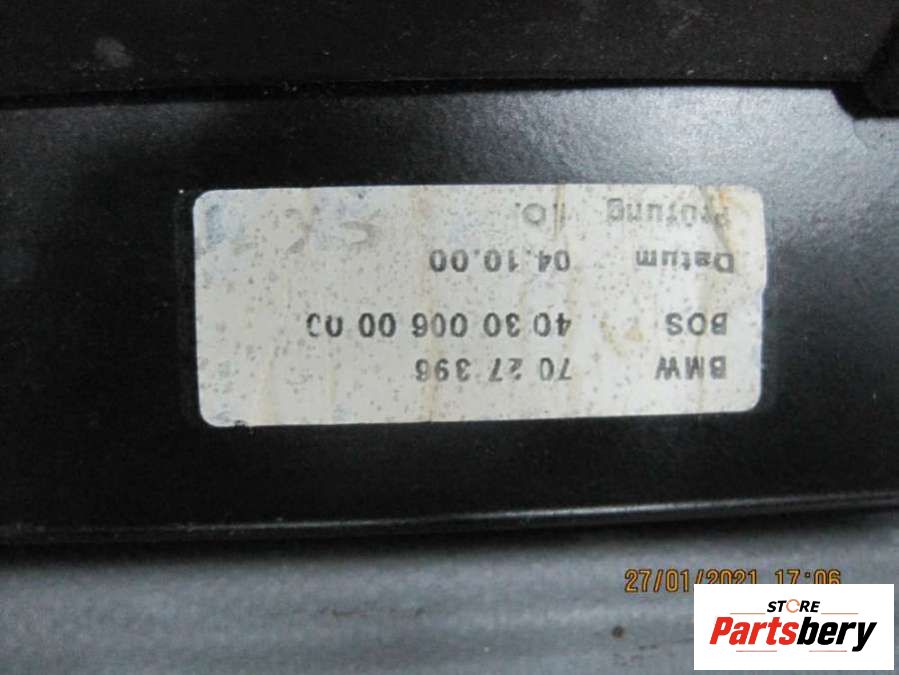 BMW 70 27 396
BOS 40 30 006 00 00
Datum 04.10.00
Prüfung I.O.
27/01/2021 17:06
STORE
Partsbery